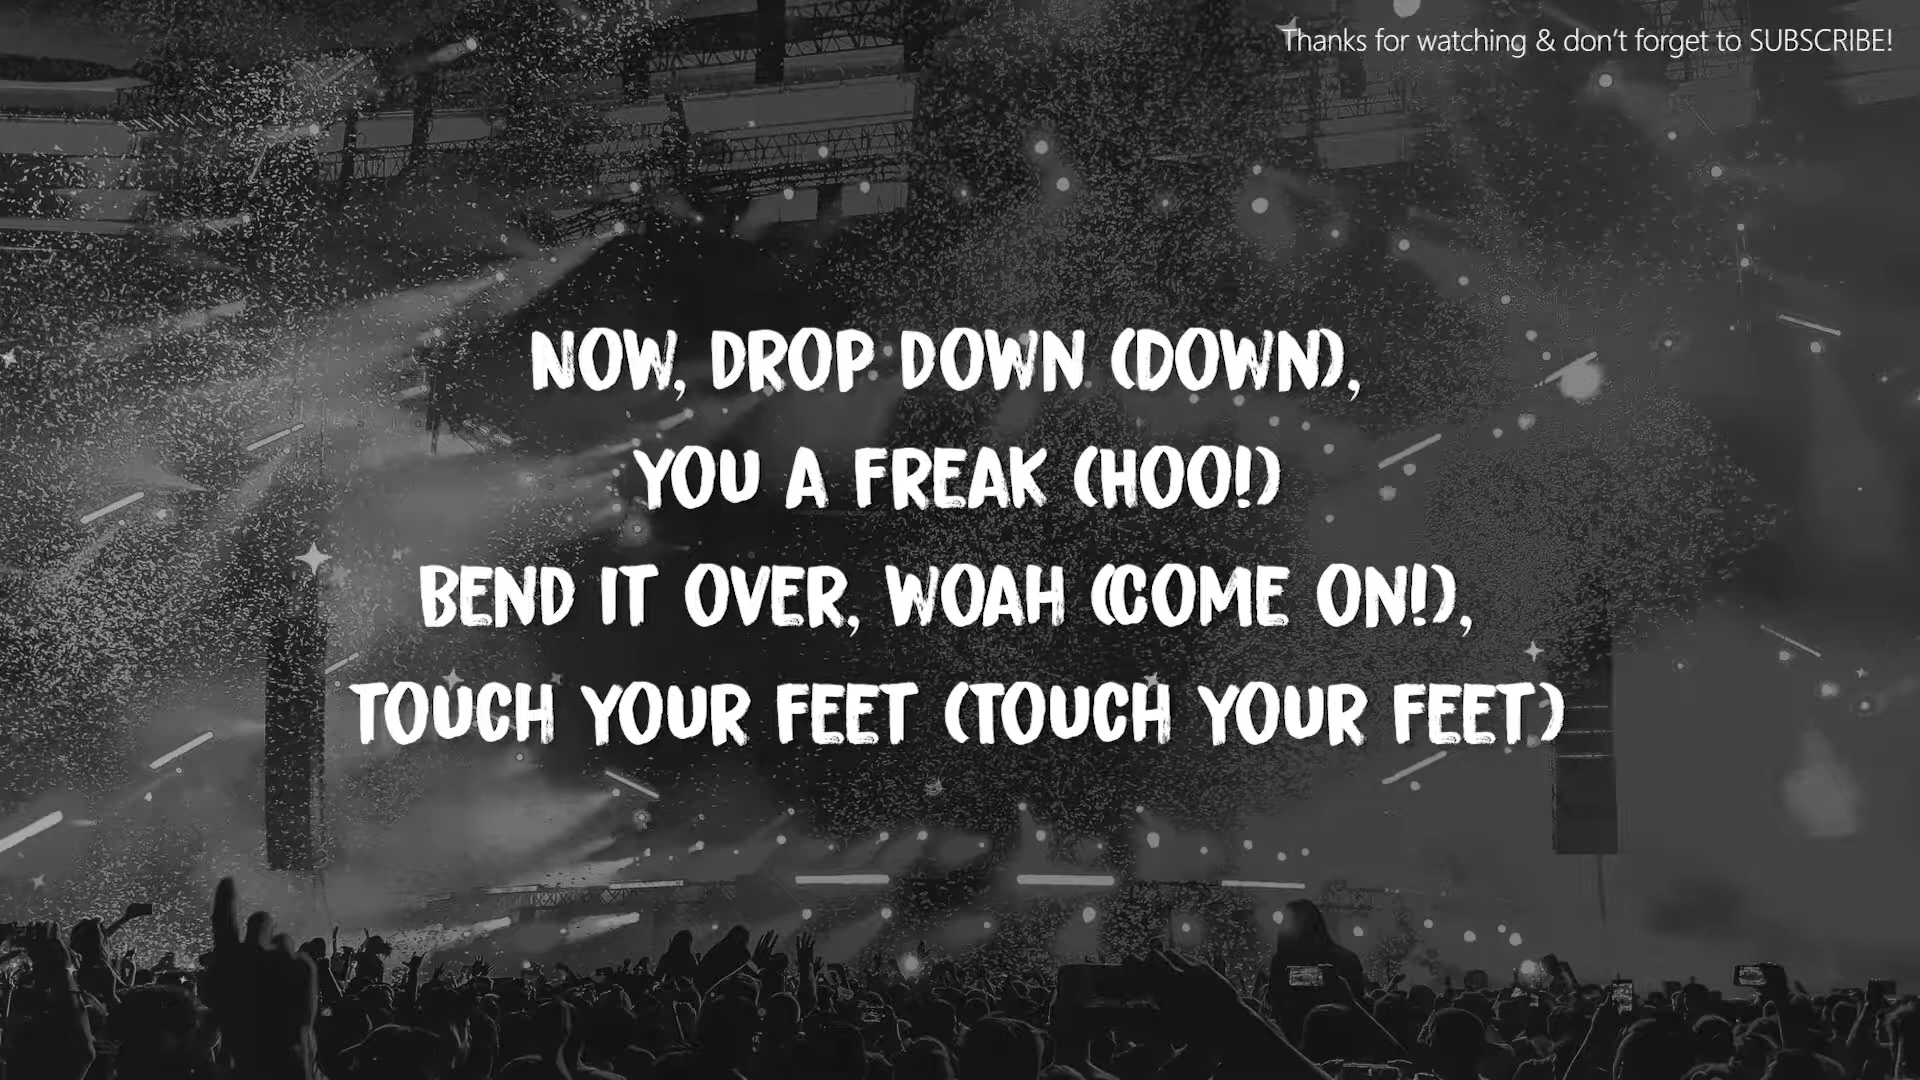 Thanks for watching & don't forget to SUBSCRIBE!
NOW, DROP DOWN (DOWN),
YOU A FREAK (HOO!)
BEND IT OVER, WOAH (COME ON!),
TOUCH YOUR FEET (TOUCH YOUR FEET)